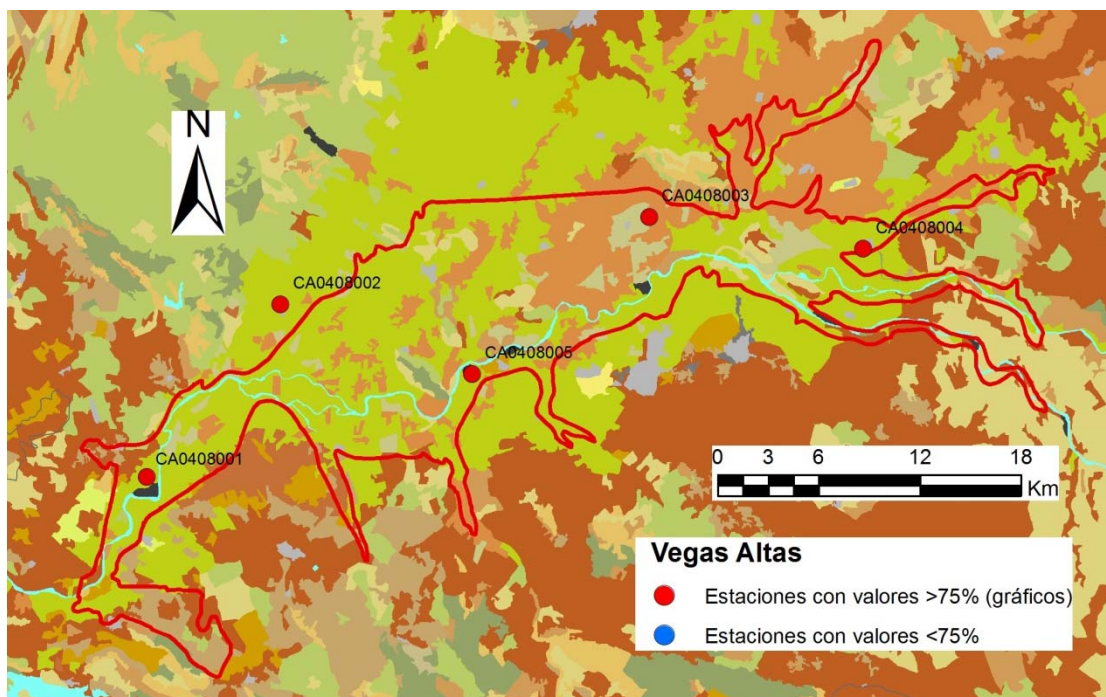 N
CA0408003
CA0408004
CA0408002
CA0408005
CA0408001
0 3 6 12 18
Km
Vegas Altas
Estaciones con valores >75% (gráficos)
Estaciones con valores <75%